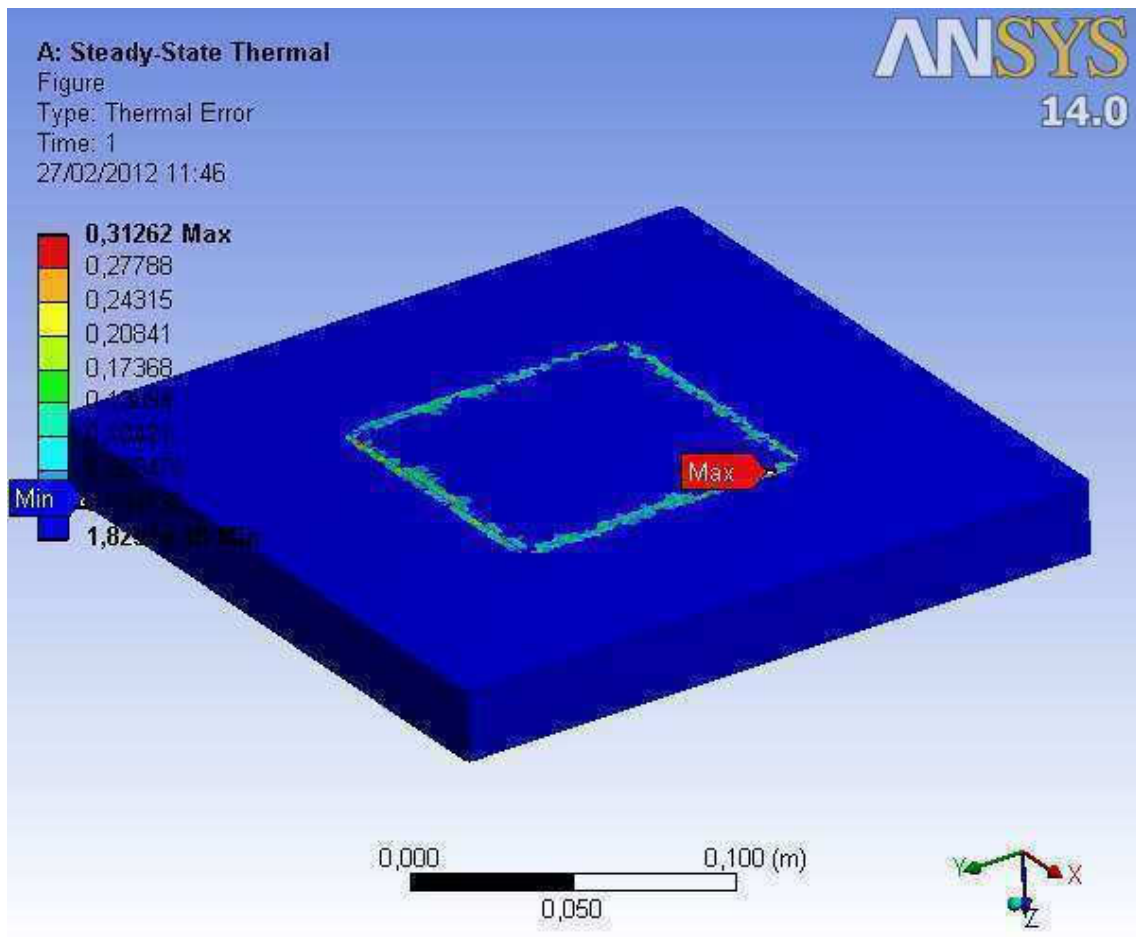 A: Steady-State Thermal
Figure
Type: Thermal Error
Time: 1
27/02/2012 11:46
ANSYS
14.0
0,31262 Max
0,27788
0,24315
0,20841
0,17368
Min
Max
0,000
0,100 (m)
0,050
Y
X
Z